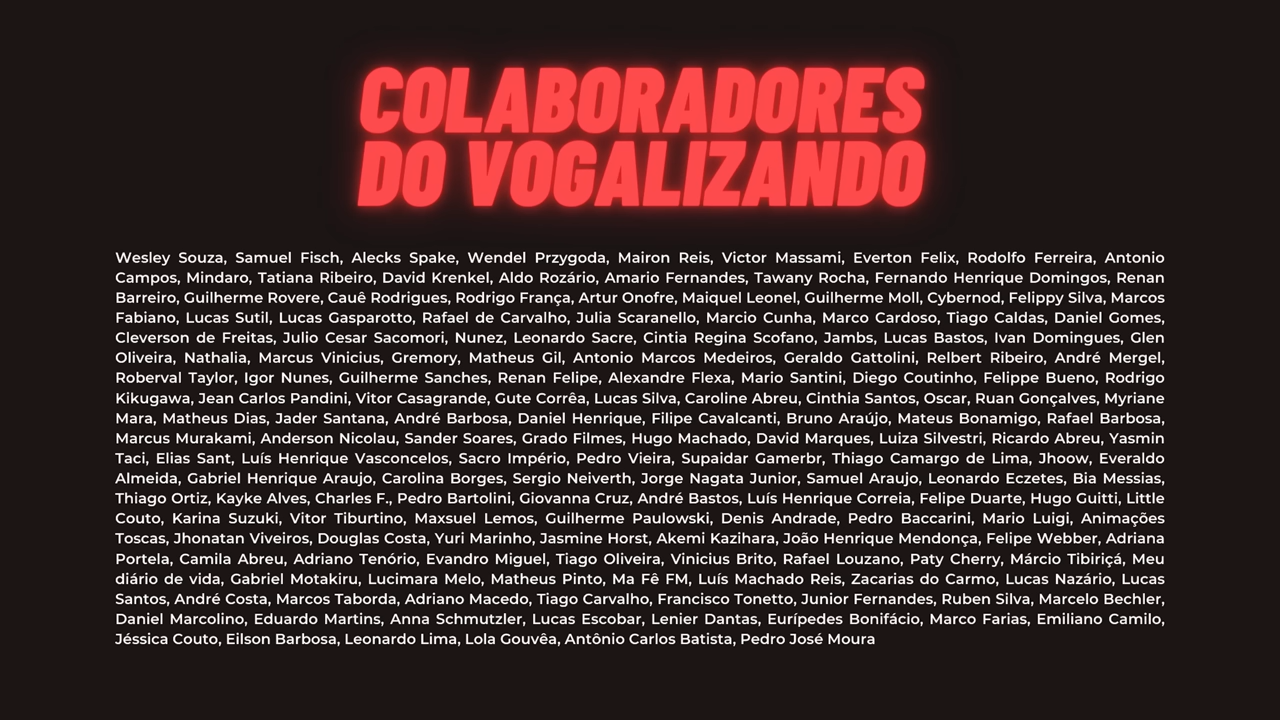 COLABORADORES
DO VOGALIZANDO
Wesley Souza, Samuel Fisch, Alecks Spake, Wendel Przygoda, Mairon Reis, Victor Massami, Everton Felix, Rodolfo Ferreira, Antonio
Campos, Mindaro, Tatiana Ribeiro, David Krenkel, Aldo Rozário, Amario Fernandes, Tawany Rocha, Fernando Henrique Domingos, Renan
Barreiro, Guilherme Rovere, Cauê Rodrigues, Rodrigo França, Artur Onofre, Maiquel Leonel, Guilherme Moll, Cybernod, Felippy Silva, Marcos
Fabiano, Lucas Sutil, Lucas Gasparotto, Rafael de Carvalho, Julia Scaranello, Marcio Cunha, Marco Cardoso, Tiago Caldas, Daniel Gomes,
Cleverson de Freitas, Julio Cesar Sacomori, Nunez, Leonardo Sacre, Cintia Regina Scofano, Jambs, Lucas Bastos, Ivan Domingues, Glen
Oliveira, Nathalia, Marcus Vinicius, Gremory, Matheus Gil, Antonio Marcos Medeiros, Geraldo Gattolini, Relbert Ribeiro, André Mergel,
Roberval Taylor, Igor Nunes, Guilherme Sanches, Renan Felipe, Alexandre Flexa, Mario Santini, Diego Coutinho, Felippe Bueno, Rodrigo
Kikugawa, Jean Carlos Pandini, Vitor Casagrande, Gute Corrêa, Lucas Silva, Caroline Abreu, Cinthia Santos, Oscar, Ruan Gonçalves, Myriane
Mara, Matheus Dias, Jader Santana, André Barbosa, Daniel Henrique, Filipe Cavalcanti, Bruno Araújo, Mateus Bonamigo, Rafael Barbosa,
Marcus Murakami, Anderson Nicolau, Sander Soares, Grado Filmes, Hugo Machado, David Marques, Luiza Silvestri, Ricardo Abreu, Yasmin
Taci, Elias Sant, Luís Henrique Vasconcelos, Sacro Império, Pedro Vieira, Supaidar Gamerbr, Thiago Camargo de Lima, Jhoow, Everaldo
Almeida, Gabriel Henrique Araujo, Carolina Borges, Sergio Neiverth, Jorge Nagata Junior, Samuel Araujo, Leonardo Eczetes, Bia Messias,
Thiago Ortiz, Kayke Alves, Charles F., Pedro Bartolini, Giovanna Cruz, André Bastos, Luís Henrique Correia, Felipe Duarte, Hugo Guitti, Little
Couto, Karina Suzuki, Vitor Tiburtino, Maxsuel Lemos, Guilherme Paulowski, Denis Andrade, Pedro Baccarini, Mario Luigi, Animações
Toscas, Jhonatan Viveiros, Douglas Costa, Yuri Marinho, Jasmine Horst, Akemi Kazihara, João Henrique Mendonça, Felipe Webber, Adriana
Portela, Camila Abreu, Adriano Tenório, Evandro Miguel, Tiago Oliveira, Vinicius Brito, Rafael Louzano, Paty Cherry, Márcio Tibiriçá, Meu
diário de vida, Gabriel Motakiru, Lucimara Melo, Matheus Pinto, Ma Fê FM, Luís Machado Reis, Zacarias do Carmo, Lucas Nazário, Lucas
Santos, André Costa, Marcos Taborda, Adriano Macedo, Tiago Carvalho, Francisco Tonetto, Junior Fernandes, Ruben Silva, Marcelo Bechler,
Daniel Marcolino, Eduardo Martins, Anna Schmutzler, Lucas Escobar, Lenier Dantas, Eurípedes Bonifácio, Marco Farias, Emiliano Camilo,
Jéssica Couto, Eilson Barbosa, Leonardo Lima, Lola Gouvêa, Antônio Carlos Batista, Pedro José Moura